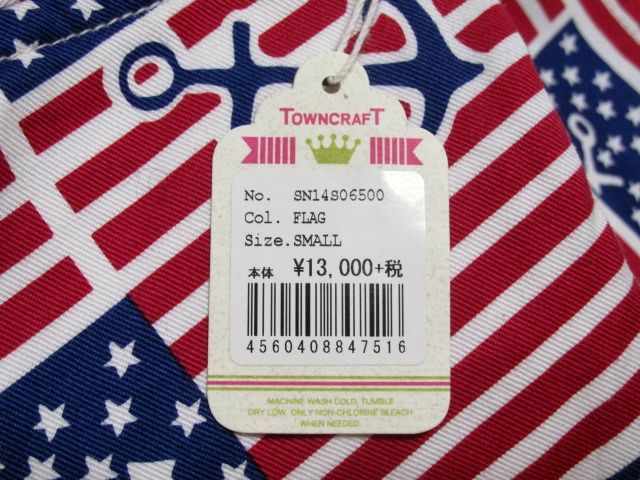 TOWNCRAFT
No. SN14S06500
Col. FLAG
Size.SMALL
本体 ¥13,000+税
4560408847516
MACHINE WASH COLD, TUMBLE
DRY LOW. ONLY NON-CHLORINE BLEACH
WHEN NEEDED.